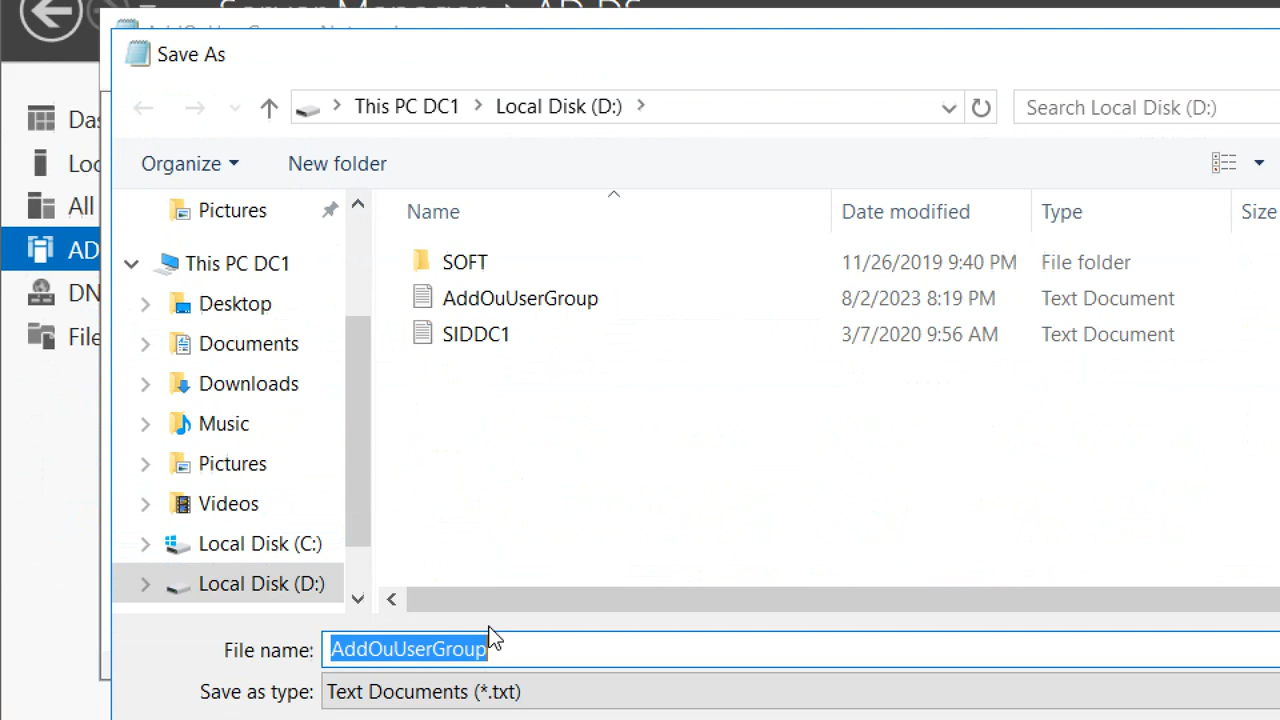 Save As
This PC DC1 Local Disk (D:)
Search Local Disk (D:)
Organize New folder
Name Date modified Type Size
SOFT 11/26/2019 9:40 PM File folder
AddOuUserGroup 8/2/2023 8:19 PM Text Document
SIDDC1 3/7/2020 9:56 AM Text Document
Pictures
This PC DC1
Desktop
Documents
Downloads
Music
Pictures
Videos
Local Disk (C:)
Local Disk (D:)
File name: AddOuUserGroup
Save as type: Text Documents (*.txt)
Das
Loc
All
AD
DN
File